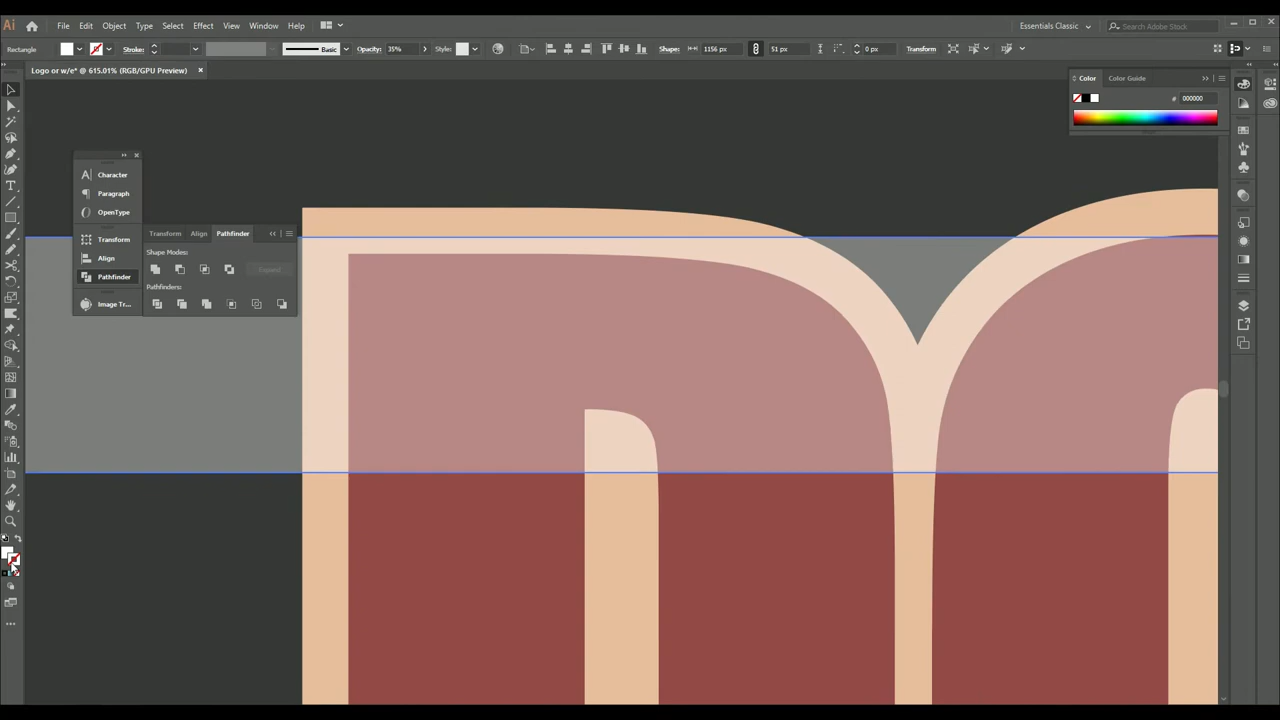 Ai File Edit Object Type Select Effect View Window Help Essentials Classic Search Adobe Stock
Rectangle Stroke: Basic Opacity: 35% Style: Shape: 1156 px 51 px 0 px Transform
Logo or w/e* @ 615.01% (RGB/GPU Preview)
Color Color Guide
# 000000
Character
Paragraph
OpenType
Transform
Align
Pathfinder
Image Tr...
Transform Align Pathfinder
Shape Modes:
Expand
Pathfinders: